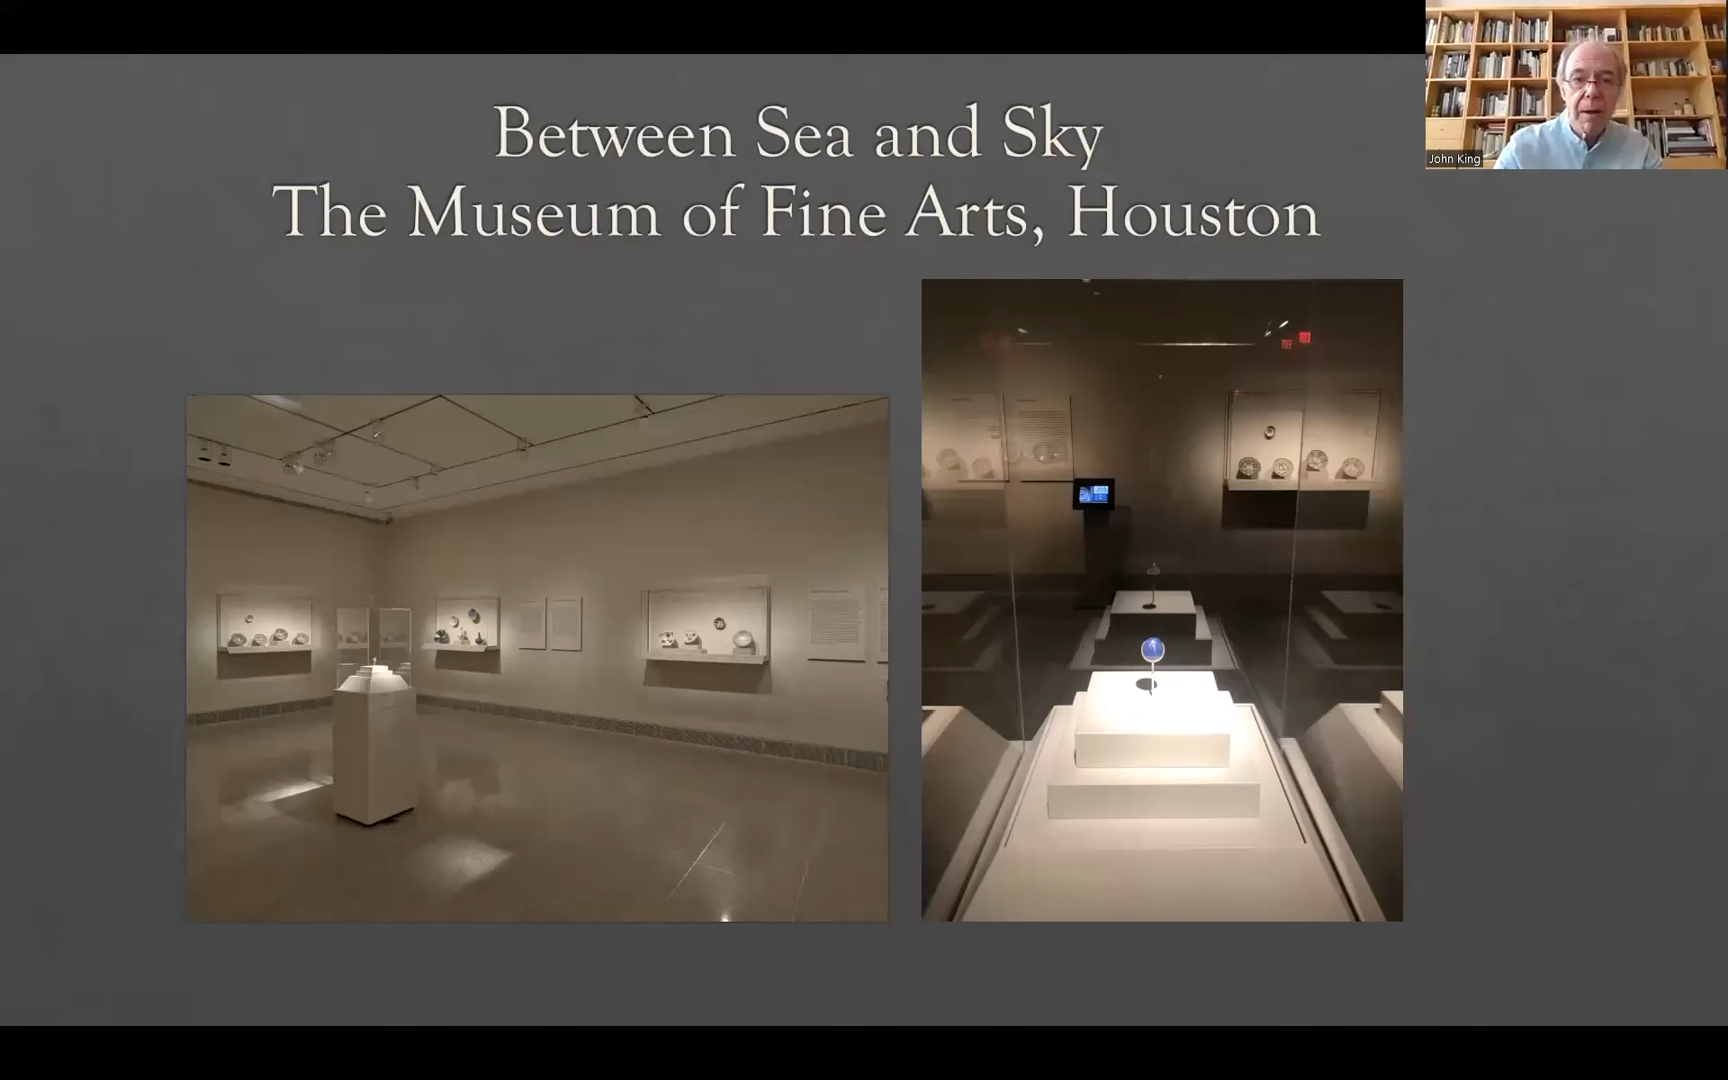 Between Sea and Sky
The Museum of Fine Arts, Houston
John King